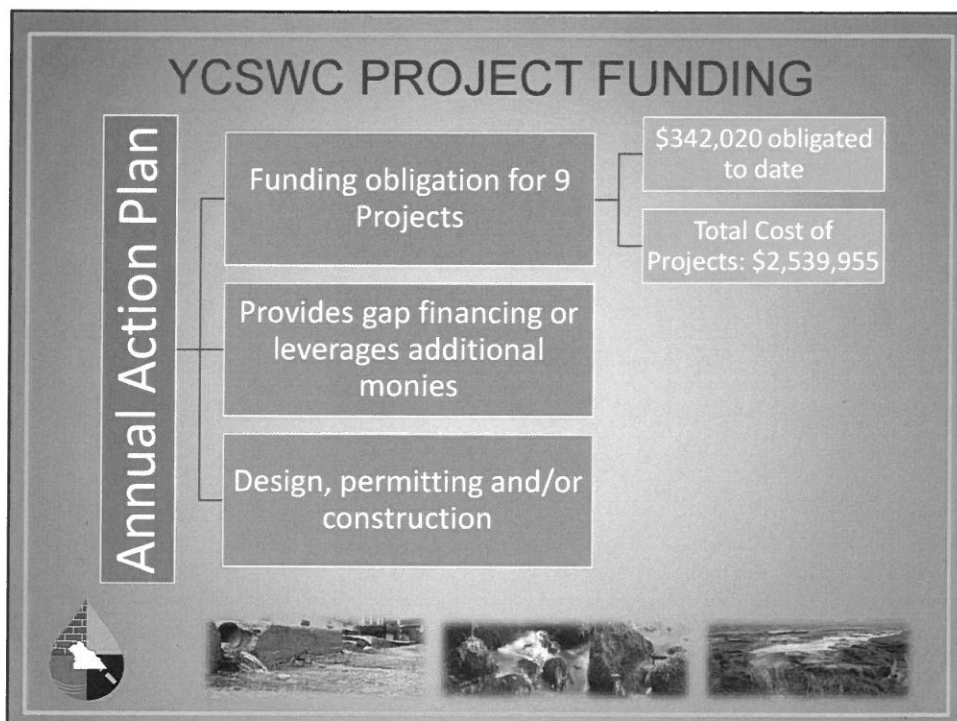 YCSWC PROJECT FUNDING
Annual Action Plan
Funding obligation for 9
Projects
$342,020 obligated
to date
Total Cost of
Projects: $2,539,955
Provides gap financing or
leverages additional
monies
Design, permitting and/or
construction